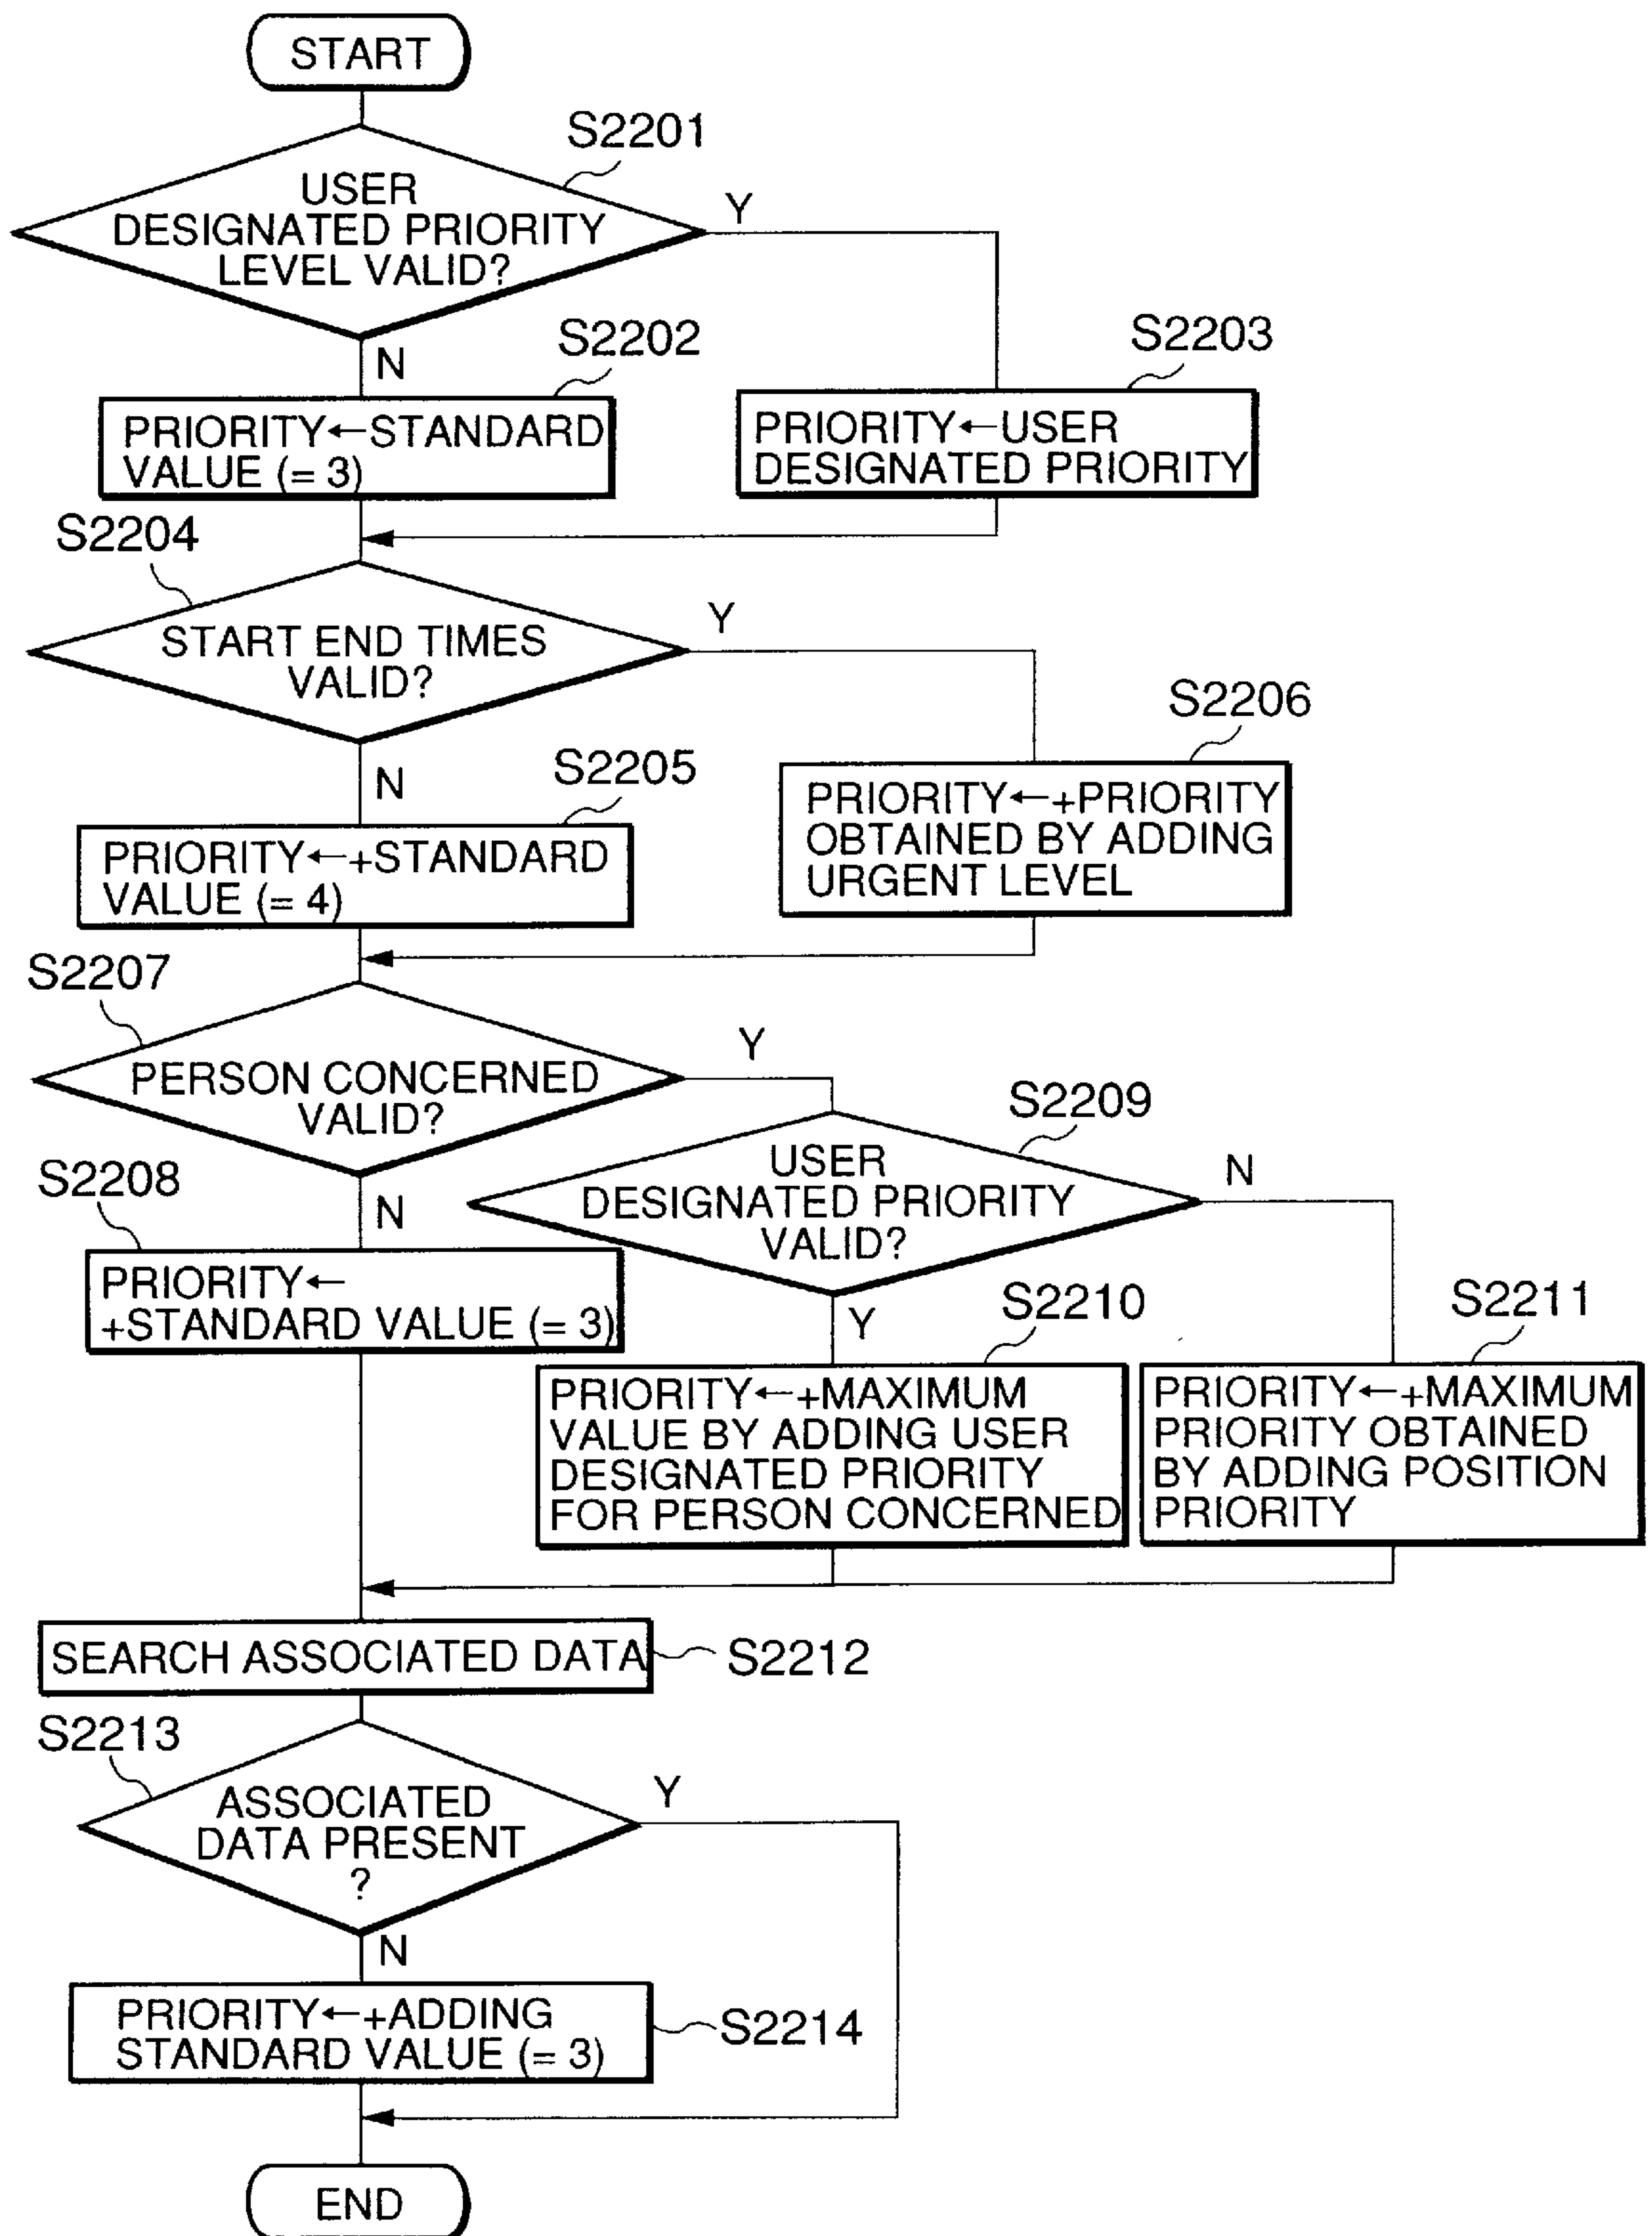 START
S2201
USER
DESIGNATED PRIORITY
LEVEL VALID?
Y
N
S2202
PRIORITY←STANDARD
VALUE (= 3)
S2203
PRIORITY←USER
DESIGNATED PRIORITY
S2204
START END TIMES
VALID?
Y
N
S2205
PRIORITY←+STANDARD
VALUE (= 4)
S2206
PRIORITY←+PRIORITY
OBTAINED BY ADDING
URGENT LEVEL
S2207
PERSON CONCERNED
VALID?
Y
N
S2208
PRIORITY←
+STANDARD VALUE (= 3)
S2209
USER
DESIGNATED PRIORITY
VALID?
N
Y
S2210
PRIORITY←+MAXIMUM
VALUE BY ADDING USER
DESIGNATED PRIORITY
FOR PERSON CONCERNED
S2211
PRIORITY←+MAXIMUM
PRIORITY OBTAINED
BY ADDING POSITION
PRIORITY
SEARCH ASSOCIATED DATA
S2212
S2213
ASSOCIATED
DATA PRESENT
?
Y
N
PRIORITY←+ADDING
STANDARD VALUE (= 3)
S2214
END